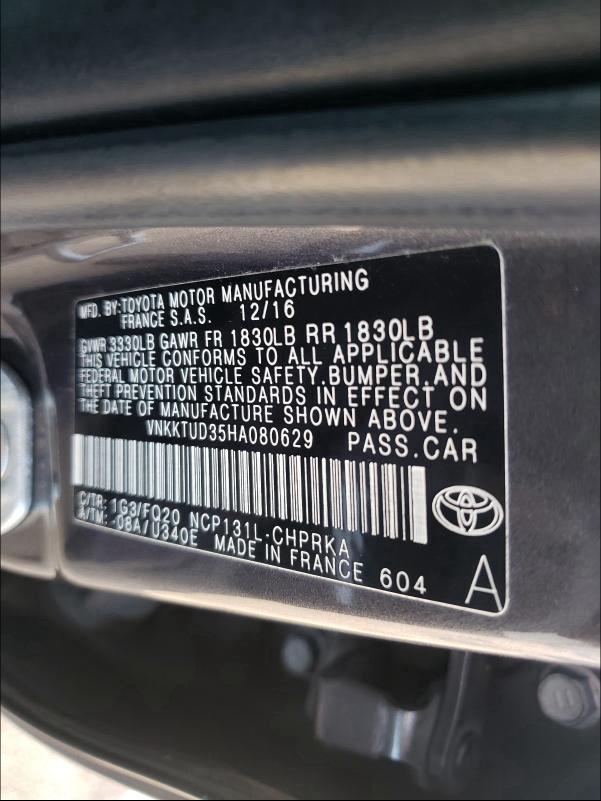 MFD. BY:TOYOTA MOTOR MANUFACTURING
FRANCE S.A.S. 12/16
GVWR 3330LB GAWR FR 1830LB RR 1830LB
THIS VEHICLE CONFORMS TO ALL APPLICABLE
FEDERAL MOTOR VEHICLE SAFETY,BUMPER,AND
THEFT PREVENTION STANDARDS IN EFFECT ON
THE DATE OF MANUFACTURE SHOWN ABOVE.
VNKKTUD35HA080629 PASS.CAR
C/TR: 1G3/FQ20 NCP131L-CHPRKA
A/TM: -08A/U340E MADE IN FRANCE 604
A